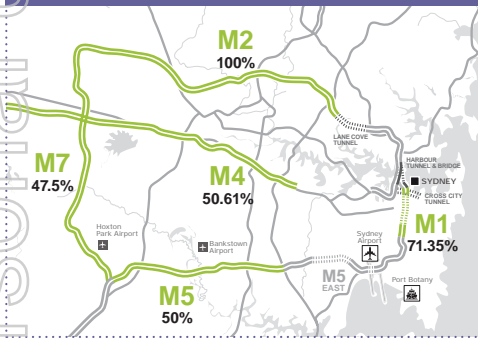 M2
100%
LANE COVE
TUNNEL
HARBOUR
TUNNEL & BRIDGE
SYDNEY
CROSS CITY
TUNNEL
M7
47.5%
M4
50.61%
M1
71.35%
Hoxton
Park Airport
Bankstown
Airport
Sydney
Airport
M5
EAST
Port Botany
M5
50%